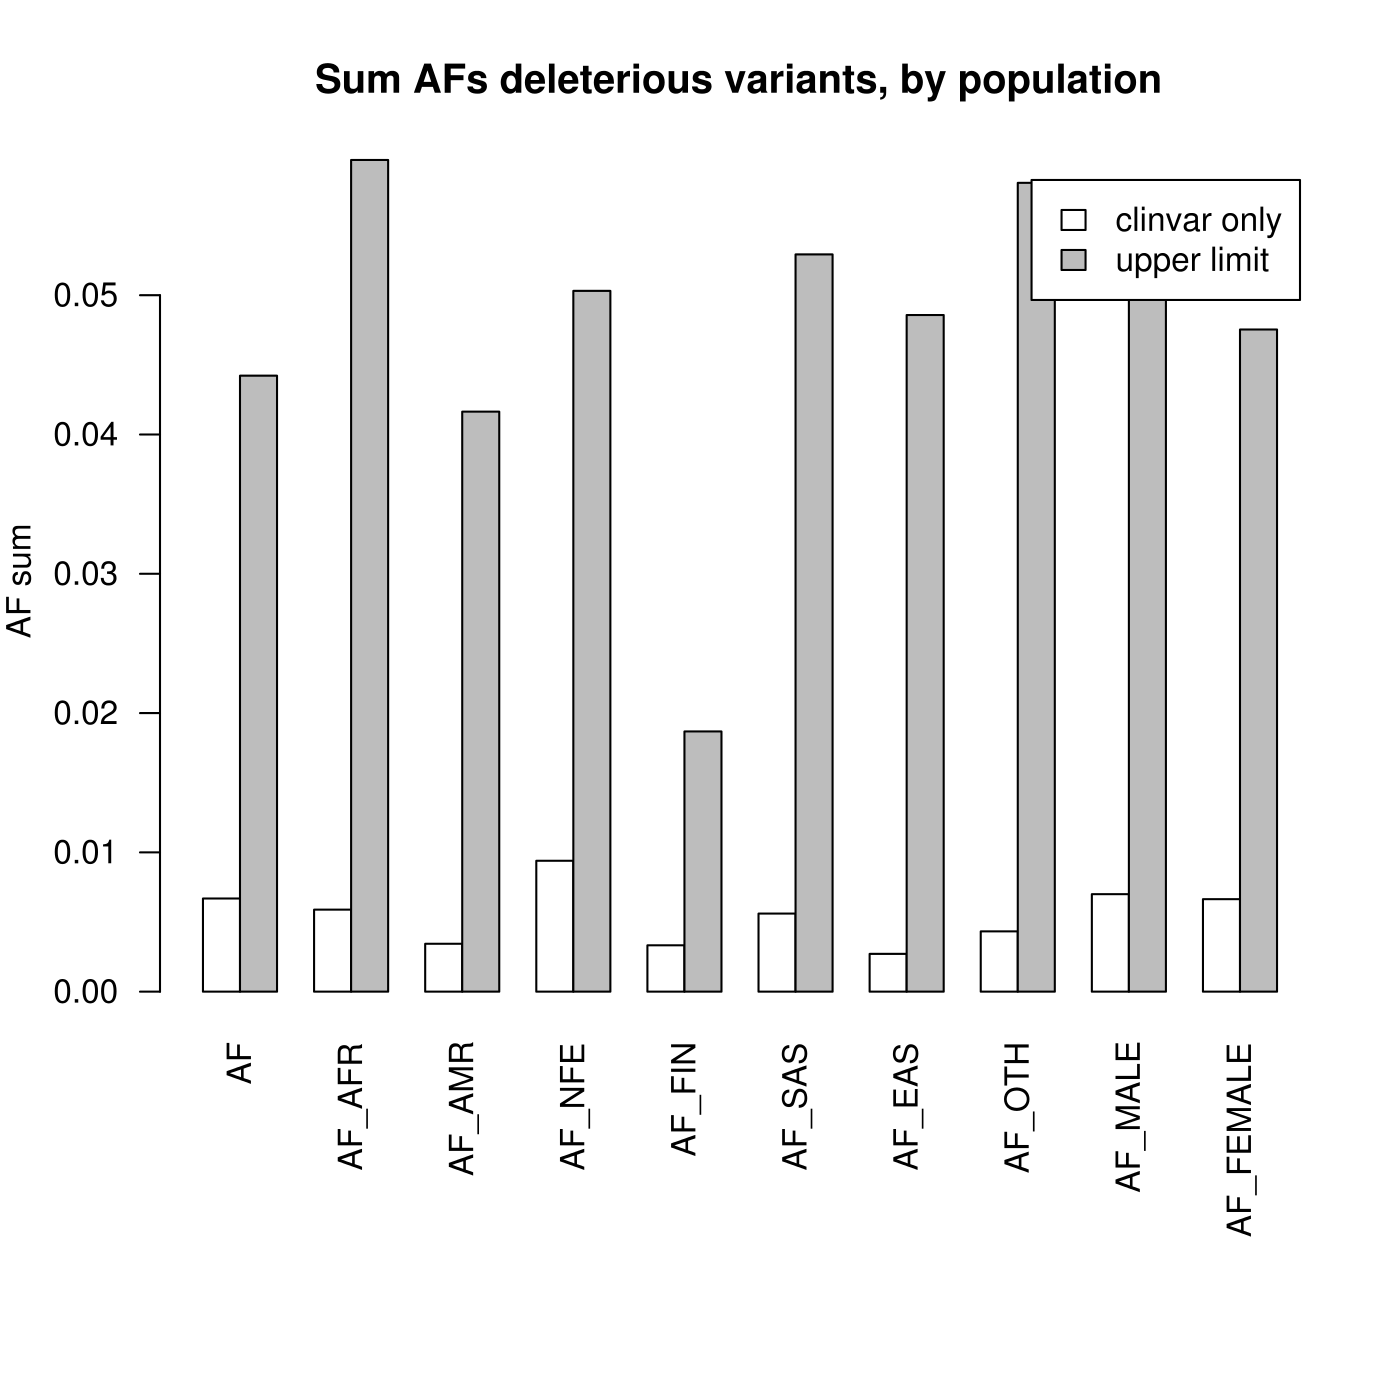 Sum AFs deleterious variants, by population
clinvar only
upper limit
AF sum
0.05
0.04
0.03
0.02
0.01
0.00
AF
AF_AFR
AF_AMR
AF_NFE
AF_FIN
AF_SAS
AF_EAS
AF_OTH
AF_MALE
AF_FEMALE